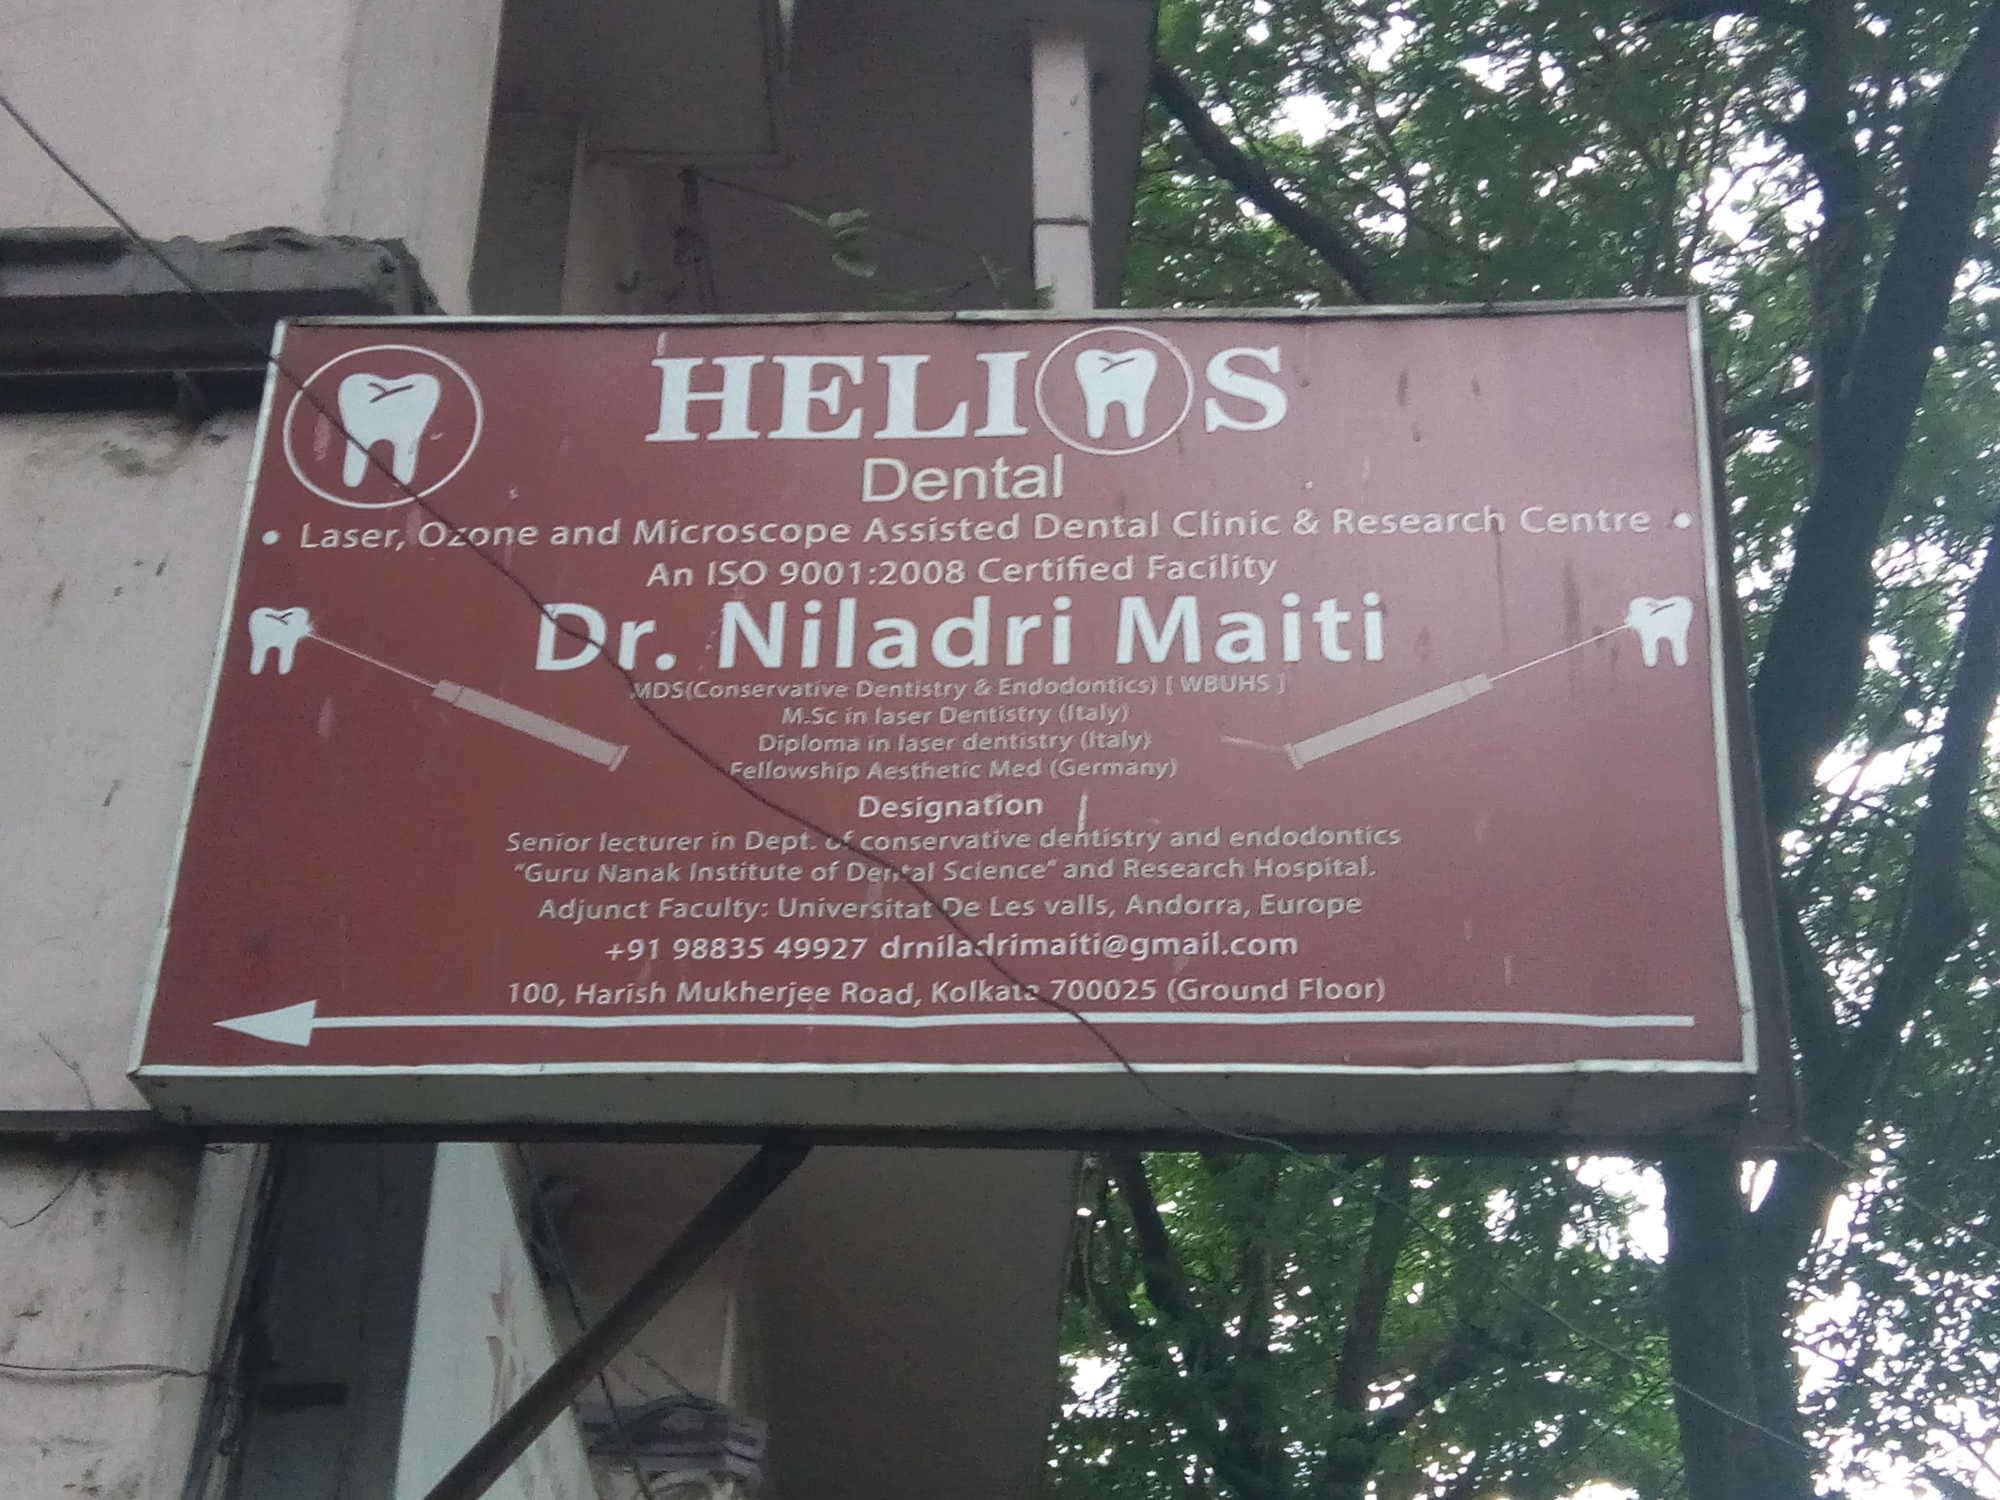 HELIOS
Dental
• Laser, Ozone and Microscope Assisted Dental Clinic & Research Centre •
An ISO 9001:2008 Certified Facility
Dr. Niladri Maiti
MDS(Conservative Dentistry & Endodontics) [ WBUHS ]
M.Sc in laser Dentistry (Italy)
Diploma in laser dentistry (Italy)
Fellowship Aesthetic Med (Germany)
Designation
Senior lecturer in Dept. of conservative dentistry and endodontics
"Guru Nanak Institute of Dental Science" and Research Hospital.
Adjunct Faculty: Universitat De Les valls, Andorra, Europe
+91 98835 49927 drniladrimaiti@gmail.com
100, Harish Mukherjee Road, Kolkata 700025 (Ground Floor)